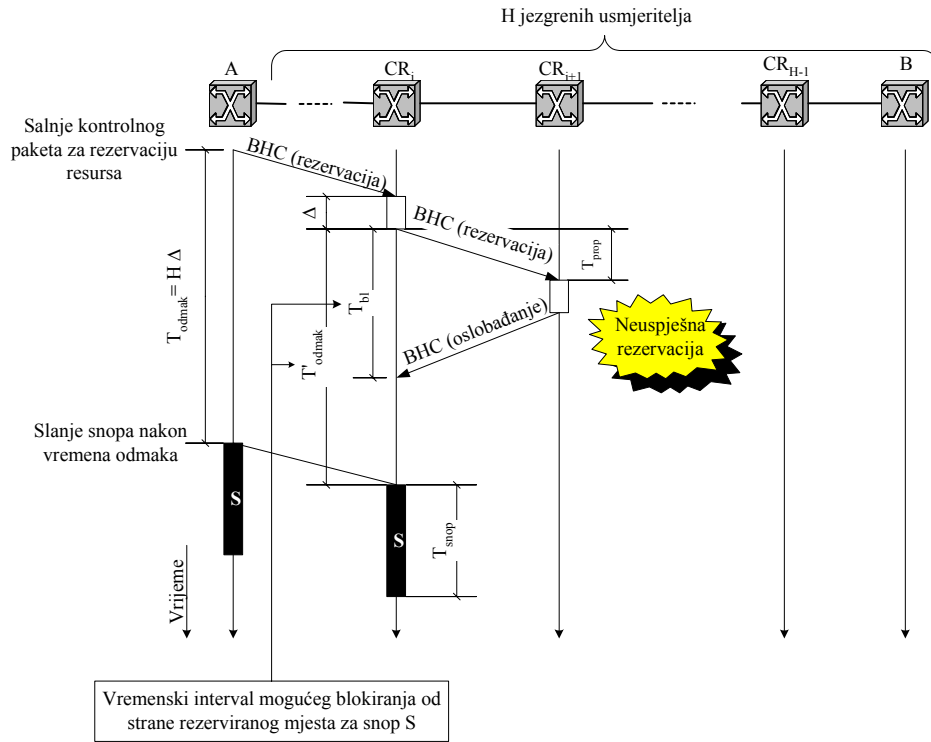 H jezgrenih usmjeritelja
A
CR_i
CR_i+1
CR_H-1
B
Salnje kontrolnog
paketa za rezervaciju
resursa
BHC (rezervacija)
Δ
BHC (rezervacija)
T_prop
T_odmak = H Δ
T_bl
T'_odmak
BHC (oslobađanje)
Neuspješna
rezervacija
Slanje snopa nakon
vremena odmaka
S
S
T_snop
Vrijeme
Vremenski interval mogućeg blokiranja od
strane rezerviranog mjesta za snop S